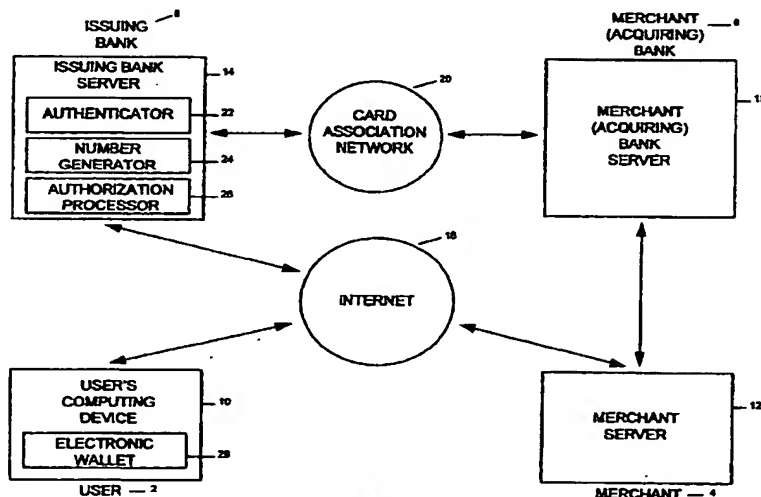 ISSUING
BANK
ISSUING BANK
SERVER
14
AUTHENTICATOR
22
NUMBER
GENERATOR
24
AUTHORIZATION
PROCESSOR
20
CARD
ASSOCIATION
NETWORK
MERCHANT
(ACQUIRING)
BANK
MERCHANT
(ACQUIRING)
BANK
SERVER
18
INTERNET
USER'S
COMPUTING
DEVICE
10
ELECTRONIC
WALLET
USER — 2
MERCHANT
SERVER
12
MERCHANT — 4